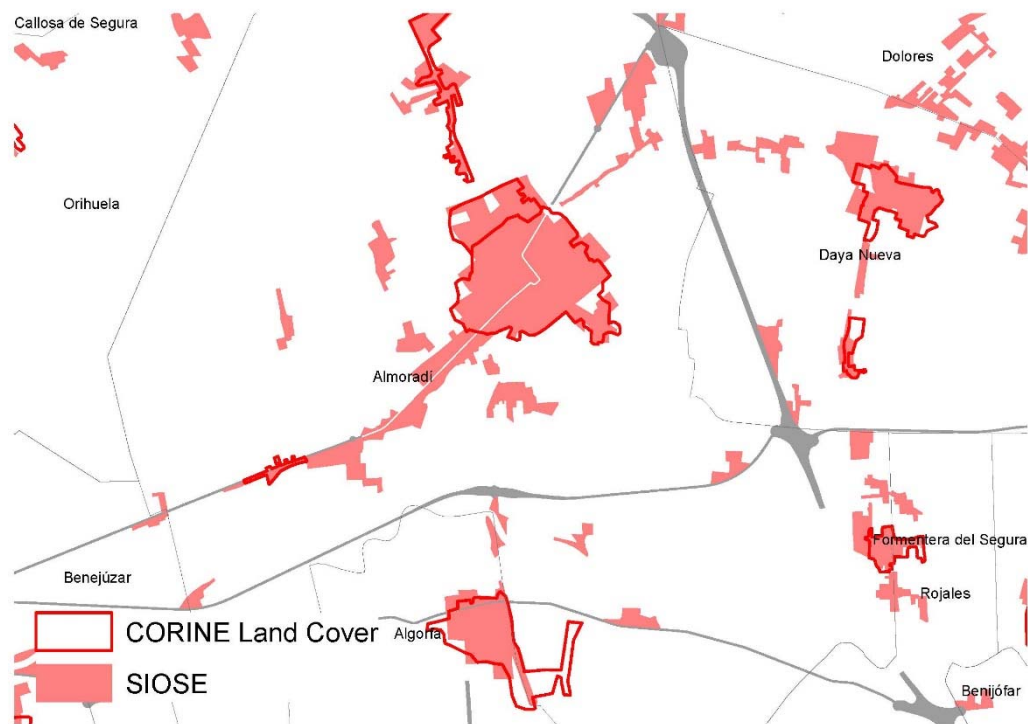 Callosa de Segura
Dolores
Orihuela
Daya Nueva
Almoradí
Formentera del Segura
Benejúzar
Rojales
CORINE Land Cover
Algorfa
SIOSE
Benijófar